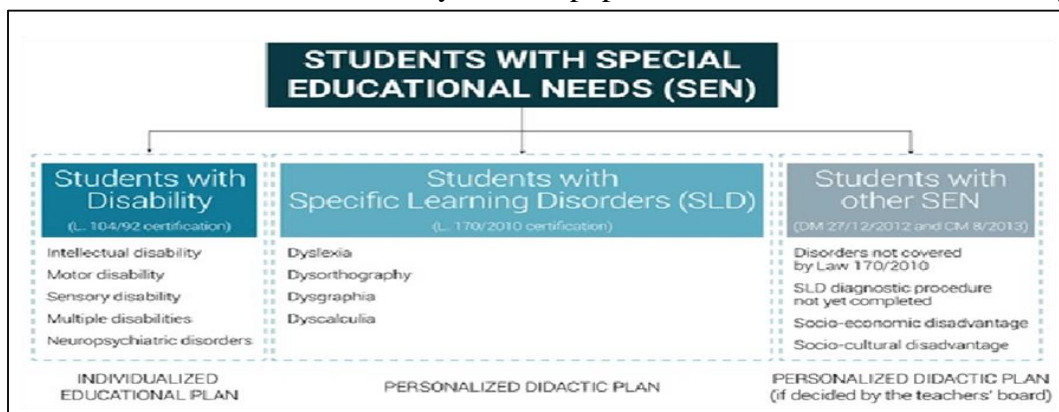 STUDENTS WITH SPECIAL
EDUCATIONAL NEEDS (SEN)
Students with
Disability
(L. 104/92 certification)
Intellectual disability
Motor disability
Sensory disability
Multiple disabilities
Neuropsychiatric disorders
INDIVIDUALIZED
EDUCATIONAL PLAN
Students with
Specific Learning Disorders (SLD)
(L. 170/2010 certification)
Dyslexia
Dysorthography
Dysgraphia
Dyscalculia
PERSONALIZED DIDACTIC PLAN
Students with
other SEN
(DM 27/12/2012 and CM 8/2013)
Disorders not covered
by Law 170/2010
SLD diagnostic procedure
not yet completed
Socio-economic disadvantage
Socio-cultural disadvantage
PERSONALIZED DIDACTIC PLAN
(if decided by the teachers' board)